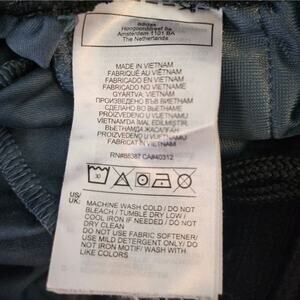 adidas
Hoogoorddreef 9a
Amsterdam 1101 BA
The Netherlands
MADE IN VIETNAM
FABRIQUÉ AU VIETNAM
FABRICADO NO VIETNAME
GYÁRTVA: VIETNAM
ПРОИЗВЕДЕНО ВЪВ ВИЕТНАМ
СДЕЛАНО ВО ВЬЕТНАМЕ
PROIZVEDENO U VIJETNAMU
VIETNAM'DA İMAL EDİLMİŞTİR
ВЬЕТНАМДА ЖАСАЛҒАН
PROIZVEDENO U VIJETNAMU
FABRICAT IN VIETNAM
RN#88387 CA#40312
30
US/
UK:
MACHINE WASH COLD / DO NOT
BLEACH / TUMBLE DRY LOW /
COOL IRON IF NEEDED / DO NOT
DRY CLEAN
DO NOT USE FABRIC SOFTENER/
USE MILD DETERGENT ONLY/ DO
NOT IRON MOTIF/ WASH WITH
LIKE COLORS